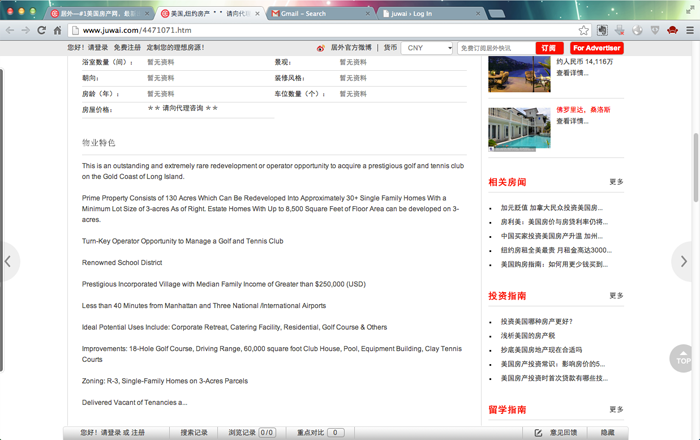 居外—#1美国房产网，最新
美国,纽约房产 * * 请向代理
Gmail – Search
juwai › Log In
www.juwai.com/4471071.htm
您好！请登录 免费注册 定制您的理想房源！
居外官方微博 | 货币 CNY 免费订阅居外快讯 订阅 For Advertiser
浴室数量（间）： 暂无资料 景观： 暂无资料
朝向： 暂无资料 装修风格： 暂无资料
房龄（年）： 暂无资料 车位数量（个）： 暂无资料
房屋价格： ** 请向代理咨询 **
物业特色
This is an outstanding and extremely rare redevelopment or operator opportunity to acquire a prestigious golf and tennis club
on the Gold Coast of Long Island.
Prime Property Consists of 130 Acres Which Can Be Redeveloped Into Approximately 30+ Single Family Homes With a
Minimum Lot Size of 3-acres As of Right. Estate Homes With Up to 8,500 Square Feet of Floor Area can be developed on 3-
acres.
Turn-Key Operator Opportunity to Manage a Golf and Tennis Club
Renowned School District
Prestigious Incorporated Village with Median Family Income of Greater than $250,000 (USD)
Less than 40 Minutes from Manhattan and Three National /International Airports
Ideal Potential Uses Include: Corporate Retreat, Catering Facility, Residential, Golf Course & Others
Improvements: 18-Hole Golf Course, Driving Range, 60,000 square foot Club House, Pool, Equipment Building, Clay Tennis
Courts
Zoning: R-3, Single-Family Homes on 3-Acres Parcels
Delivered Vacant of Tenancies a...
约人民币 14,116万
查看详情...
佛罗里达，桑洛斯
查看详情...
相关房闻 更多
加元贬值 加拿大民众投资美国房...
房利美：美国房价与房贷利率仍将...
中国买家投资美国房产升温 加州...
纽约房租全美最贵 月租金高达3000...
美国购房指南：如何用更少钱买到...
投资指南 更多
投资美国哪种房产更好?
浅析美国的房产税
抄底美国房地产现在合适吗
美国房产投资常识：影响房价的5...
美国房产投资时首次贷款有哪些技...
TOP
留学指南 更多
您好！请登录 或 注册 搜索记录 浏览记录 0 / 0 重点对比 0 意见回馈 隐藏